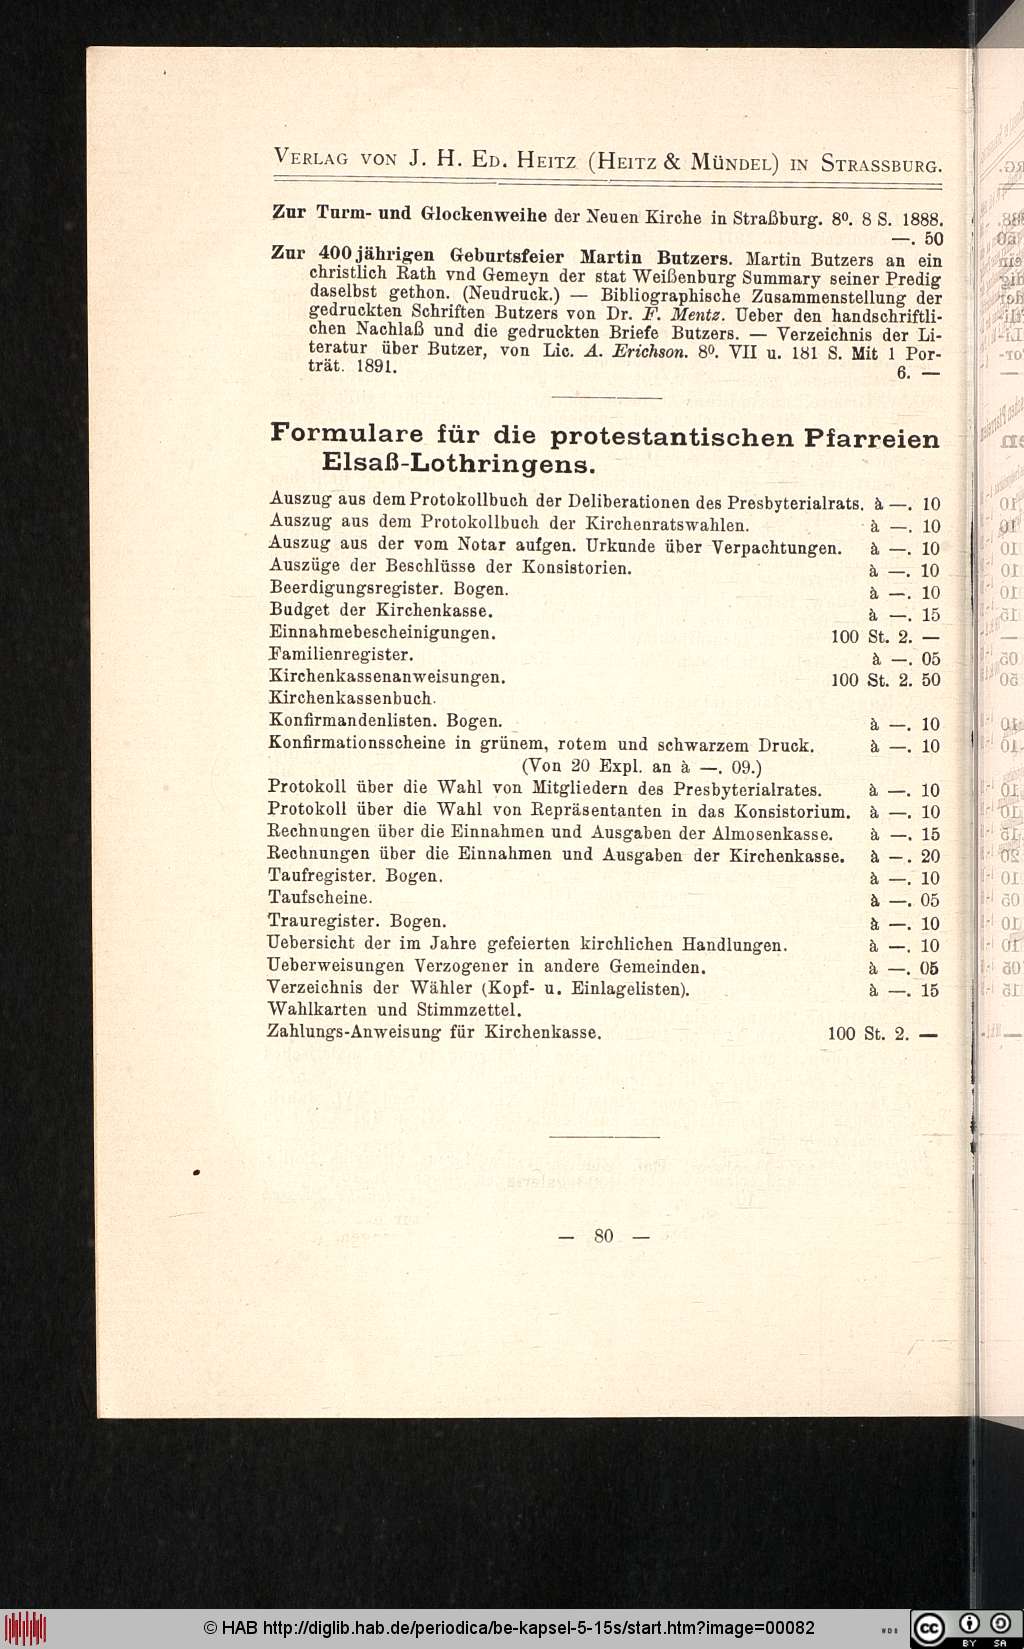 VERLAG VON J. H. ED. HEITZ (HEITZ & MÜNDEL) IN STRASSBURG.
Zur Turm- und Glockenweihe der Neuen Kirche in Straßburg. 8⁰. 8 S. 1888.
—. 50
Zur 400jährigen Geburtsfeier Martin Butzers. Martin Butzers an ein
christlich Rath vnd Gemeyn der stat Weißenburg Summary seiner Predig
daselbst gethon. (Neudruck.) — Bibliographische Zusammenstellung der
gedruckten Schriften Butzers von Dr. F. Mentz. Ueber den handschriftli-
chen Nachlaß und die gedruckten Briefe Butzers. — Verzeichnis der Li-
teratur über Butzer, von Lic. A. Erichson. 8⁰. VII u. 181 S. Mit 1 Por-
trät. 1891. 6. —
Formulare für die protestantischen Pfarreien
Elsaß-Lothringens.
Auszug aus dem Protokollbuch der Deliberationen des Presbyterialrats. à —. 10
Auszug aus dem Protokollbuch der Kirchenratswahlen. à —. 10
Auszug aus der vom Notar aufgen. Urkunde über Verpachtungen. à —. 10
Auszüge der Beschlüsse der Konsistorien. à —. 10
Beerdigungsregister. Bogen. à —. 10
Budget der Kirchenkasse. à —. 15
Einnahmebescheinigungen. 100 St. 2. —
Familienregister. à —. 05
Kirchenkassenanweisungen. 100 St. 2. 50
Kirchenkassenbuch.
Konfirmandenlisten. Bogen. à —. 10
Konfirmationsscheine in grünem, rotem und schwarzem Druck. à —. 10
(Von 20 Expl. an à —. 09.)
Protokoll über die Wahl von Mitgliedern des Presbyterialrates. à —. 10
Protokoll über die Wahl von Repräsentanten in das Konsistorium. à —. 10
Rechnungen über die Einnahmen und Ausgaben der Almosenkasse. à —. 15
Rechnungen über die Einnahmen und Ausgaben der Kirchenkasse. à —. 20
Taufregister. Bogen. à —. 10
Taufscheine. à —. 05
Trauregister. Bogen. à —. 10
Uebersicht der im Jahre gefeierten kirchlichen Handlungen. à —. 10
Ueberweisungen Verzogener in andere Gemeinden. à —. 05
Verzeichnis der Wähler (Kopf- u. Einlagelisten). à —. 15
Wahlkarten und Stimmzettel.
Zahlungs-Anweisung für Kirchenkasse. 100 St. 2. —
— 80 —
© HAB http://diglib.hab.de/periodica/be-kapsel-5-15s/start.htm?image=00082
WDB
cc BY SA